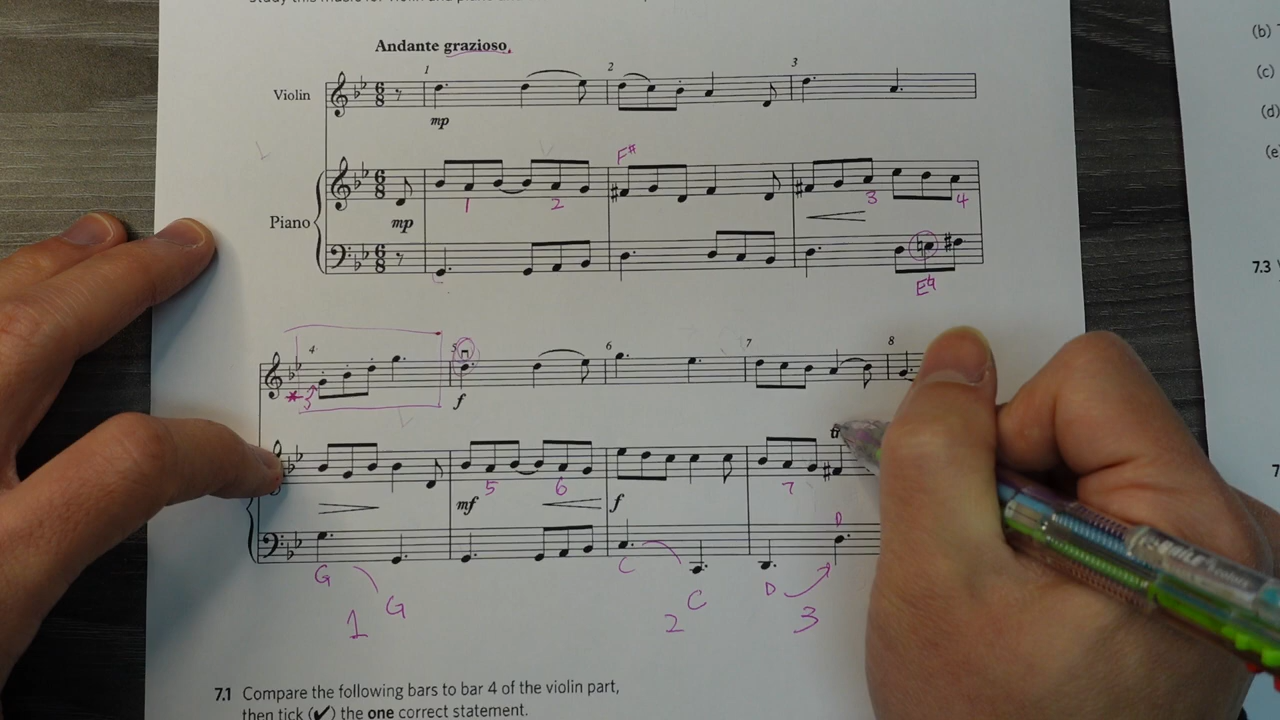 study this music for violin and piano
(b)
Andante grazioso.
(c)
1 2 3
Violin
(d)
mp
(e
F#
Piano
mp
1 2 3 4
E♮
7.3
4 5 6 7 8
* 3
f
tr
5 6 7
mf f
D
G G C C D
1 2 3
7.1 Compare the following bars to bar 4 of the violin part,
then tick (✔) the one correct statement.